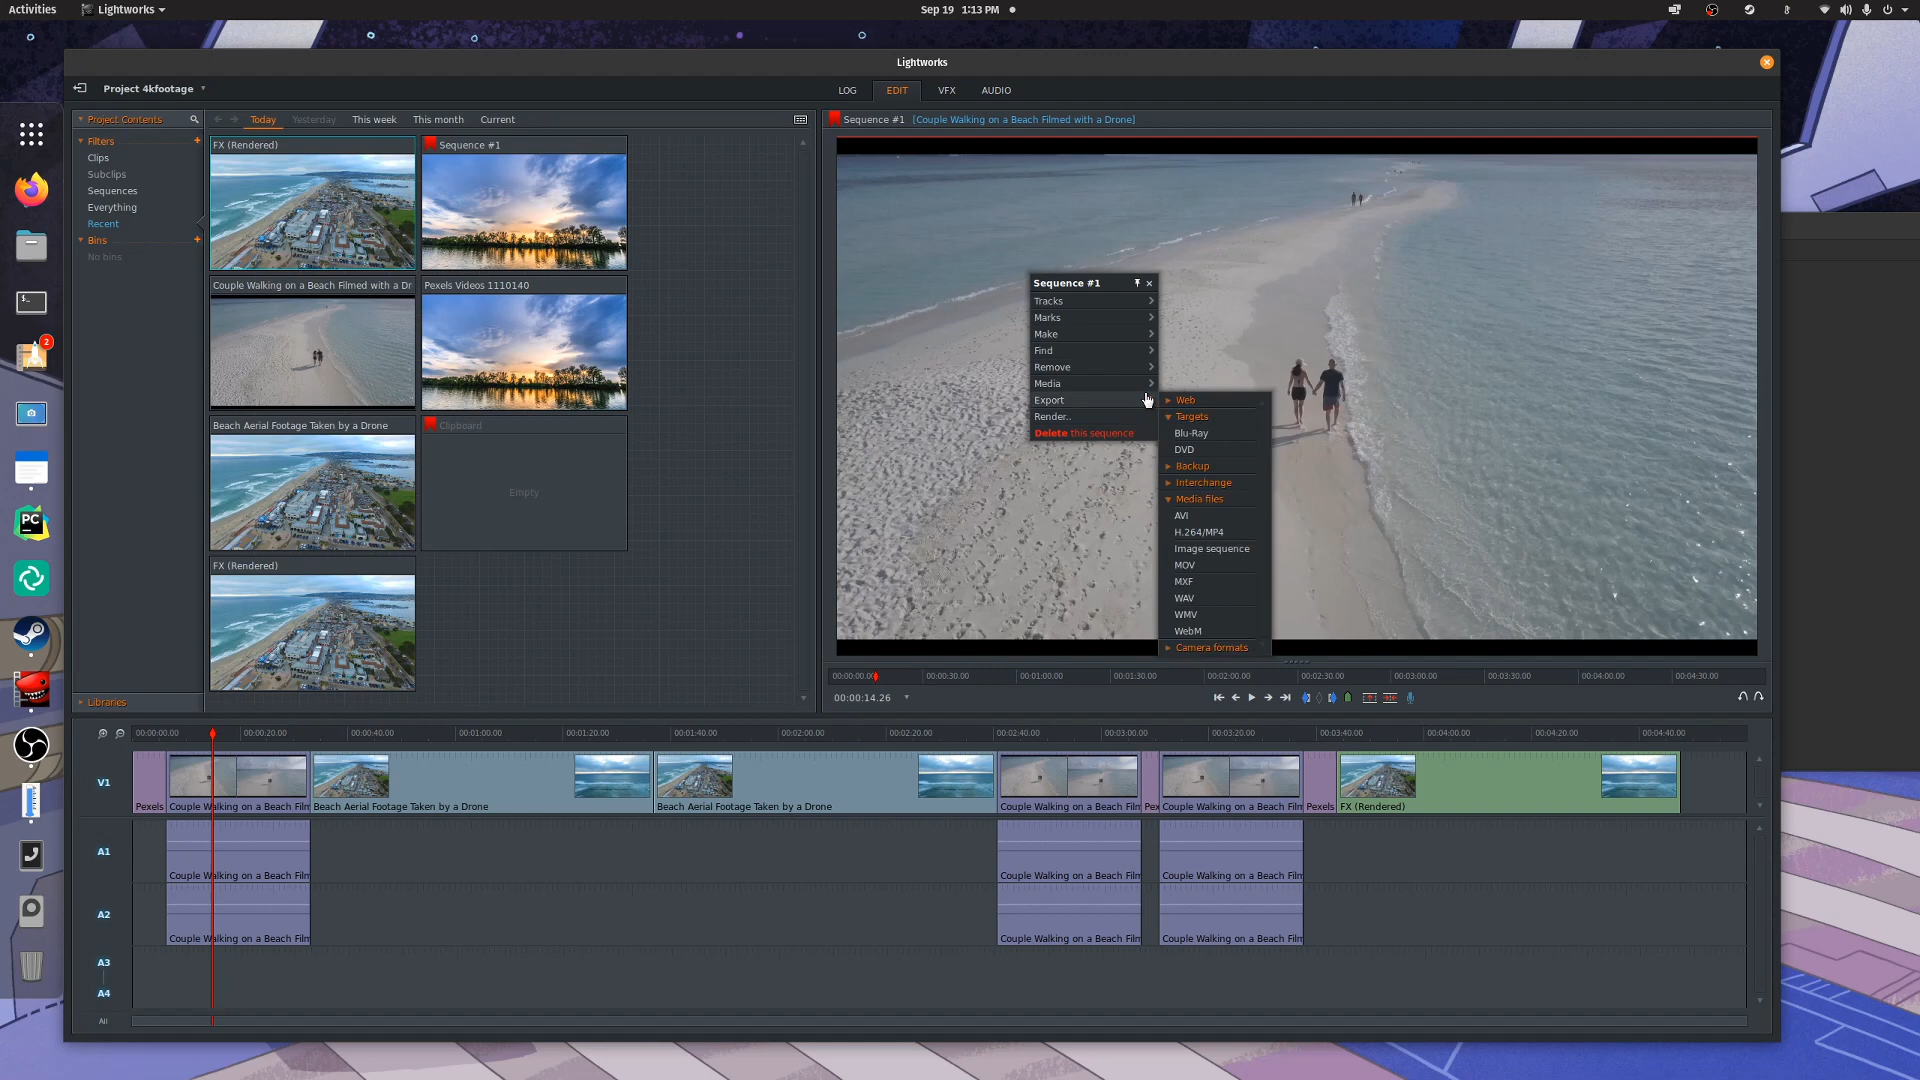 Activities
Lightworks
Sep 19 1:13 PM
Lightworks
Project 4kfootage
LOG
EDIT
VFX
AUDIO
Project Contents
Today
Yesterday
This week
This month
Current
Filters
Clips
Subclips
Sequences
Everything
Recent
Bins
No bins
Libraries
FX (Rendered)
Sequence #1
Couple Walking on a Beach Filmed with a Dr
Pexels Videos 1110140
Beach Aerial Footage Taken by a Drone
Clipboard
Empty
FX (Rendered)
Sequence #1 [Couple Walking on a Beach Filmed with a Drone]
Sequence #1
Tracks
Marks
Make
Find
Remove
Media
Export
Render..
Delete this sequence
Web
Targets
Blu-Ray
DVD
Backup
Interchange
Media files
AVI
H.264/MP4
Image sequence
MOV
MXF
WAV
WMV
WebM
Camera formats
00:00:00.0
00:00:30.00
00:01:00.00
00:01:30.00
00:02:00.00
00:02:30.00
00:03:00.00
00:03:30.00
00:04:00.00
00:04:30.00
00:00:14.26
00:00:00.00
00:00:20.00
00:00:40.00
00:01:00.00
00:01:20.00
00:01:40.00
00:02:00.00
00:02:20.00
00:02:40.00
00:03:00.00
00:03:20.00
00:03:40.00
00:04:00.00
00:04:20.00
00:04:40.00
V1
Pexels
Couple Walking on a Beach Film
Beach Aerial Footage Taken by a Drone
Beach Aerial Footage Taken by a Drone
Couple Walking on a Beach Film
Pex
Couple Walking on a Beach Film
Pexels
FX (Rendered)
A1
Couple Walking on a Beach Film
Couple Walking on a Beach Film
Couple Walking on a Beach Film
A2
Couple Walking on a Beach Film
Couple Walking on a Beach Film
Couple Walking on a Beach Film
A3
A4
All
2
PC